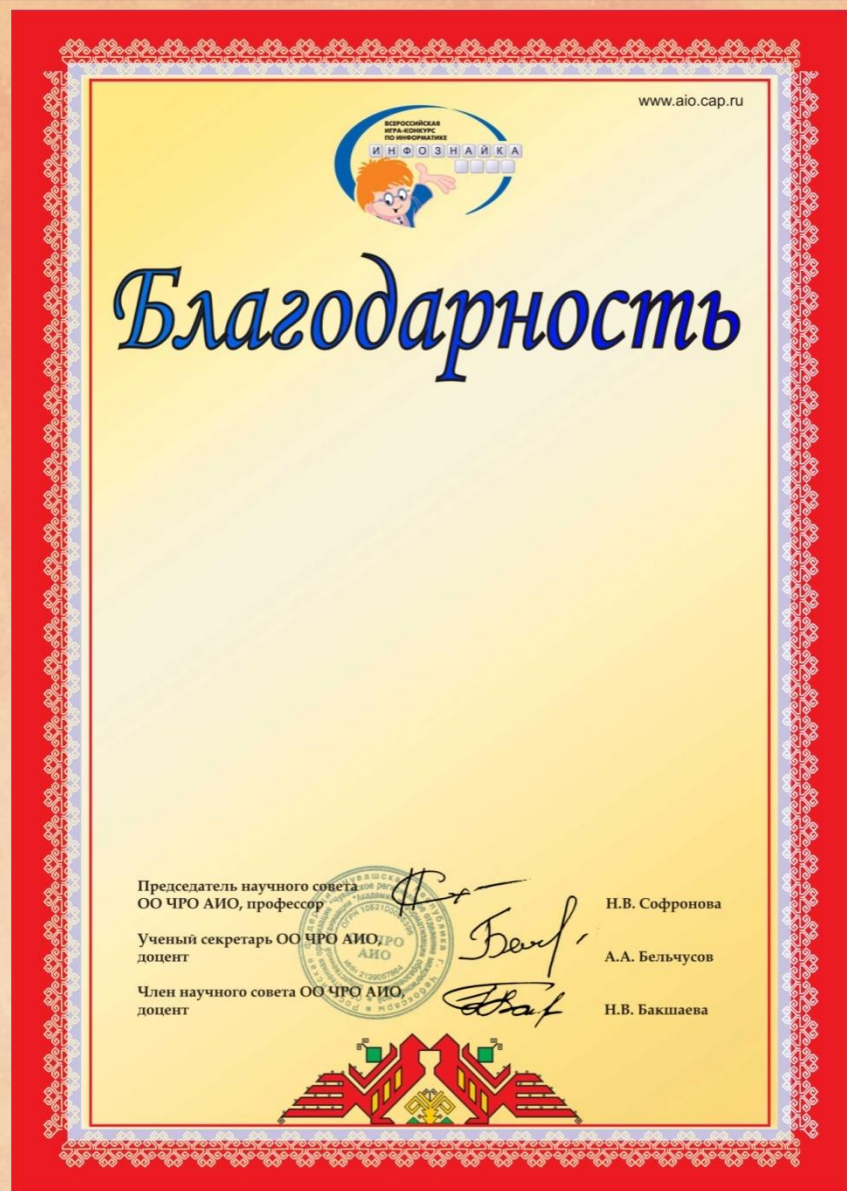 www.aio.cap.ru
ВСЕРОССИЙСКАЯ
ИГРА-КОНКУРС
ПО ИНФОРМАТИКЕ
ИНФОЗНАЙКА
Благодарность
Председатель научного совета
ОО ЧРО АИО, профессор
Н.В. Софронова
Ученый секретарь ОО ЧРО АИО,
доцент
А.А. Бельчусов
Член научного совета ОО ЧРО АИО,
доцент
Н.В. Бакшаева